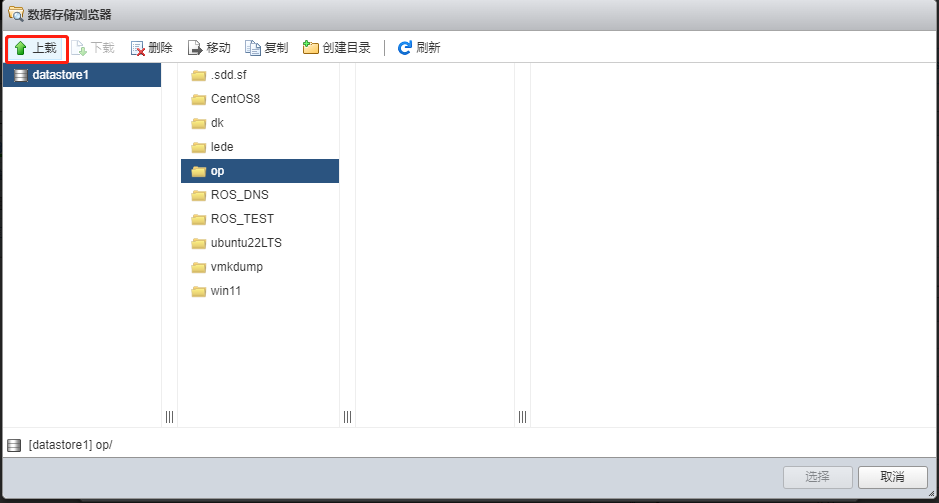 数据存储浏览器
上载 下载 删除 移动 复制 创建目录 刷新
datastore1
.sdd.sf
CentOS8
dk
lede
op
ROS_DNS
ROS_TEST
ubuntu22LTS
vmkdump
win11
[datastore1] op/
选择 取消